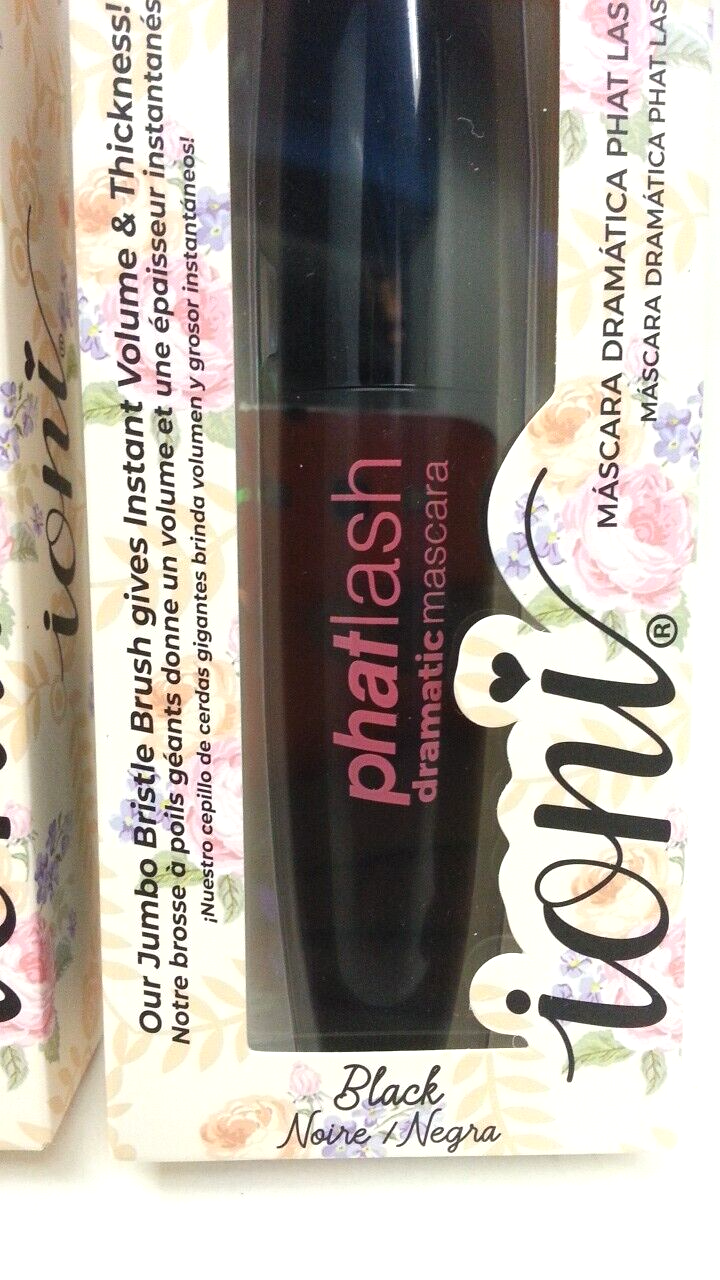 Our Jumbo Bristle Brush gives Instant Volume & Thickness!
Notre brosse à poils géants donne un volume et une épaisseur instantanés
¡Nuestro cepillo de cerdas gigantes brinda volumen y grosor instantáneos!
phatlash
dramaticmascara
ioni®
MÁSCARA DRAMÁTICA PHAT LAS
MÁSCARA DRAMÁTICA PHAT LAS
Black
Noire / Negra
ioni®